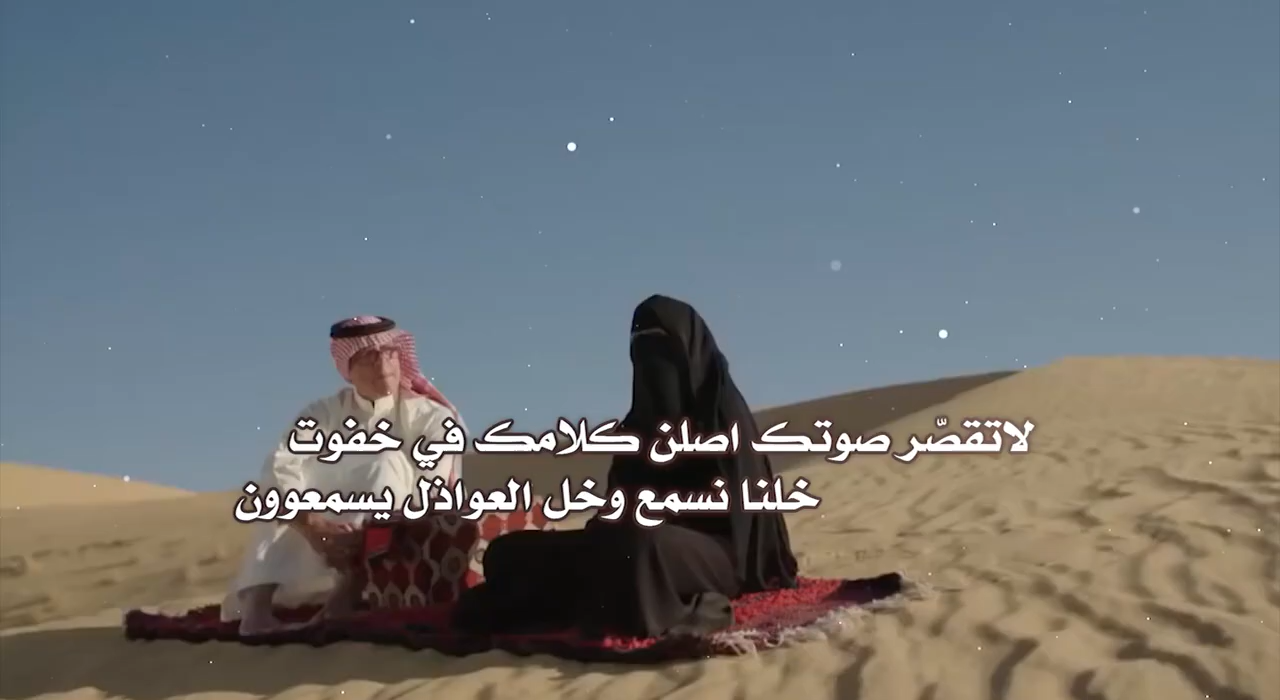 لاتقصّر صوتك اصلن كلامك في خفوت
خلنا نسمع وخل العواذل يسمعوون